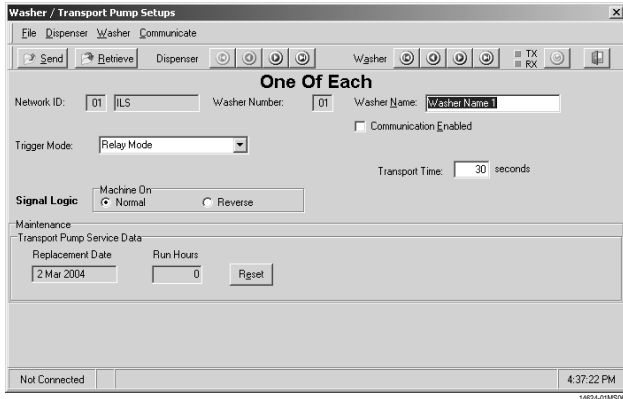 Washer / Transport Pump Setups
File Dispenser Washer Communicate
Send Retrieve Dispenser Washer TX RX
One Of Each
Network ID: 01 ILS Washer Number: 01 Washer Name: Washer Name 1
Communication Enabled
Trigger Mode: Relay Mode
Transport Time: 30 seconds
Signal Logic Machine On Normal Reverse
Maintenance
Transport Pump Service Data
Replacement Date Run Hours
2 Mar 2004 0 Reset
Not Connected 4:37:22 PM
14624-01MS06